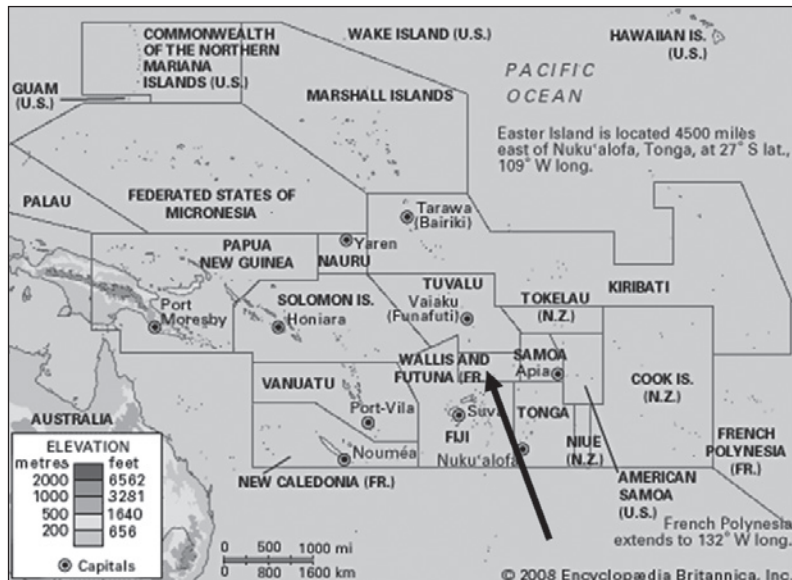 COMMONWEALTH
OF THE NORTHERN
MARIANA
ISLANDS (U.S.)
WAKE ISLAND (U.S.)
HAWAIIAN IS.
(U.S.)
GUAM
(U.S.)
MARSHALL ISLANDS
PACIFIC
OCEAN
Easter Island is located 4500 miles
east of Nukuʻalofa, Tonga, at 27° S lat.,
109° W long.
PALAU
FEDERATED STATES OF
MICRONESIA
Tarawa
(Bairiki)
Yaren
NAURU
PAPUA
NEW GUINEA
KIRIBATI
TUVALU
Vaiaku
(Funafuti)
TOKELAU
(N.Z.)
SOLOMON IS.
Honiara
Port
Moresby
WALLIS AND
FUTUNA (FR.)
SAMOA
Apia
COOK IS.
(N.Z.)
VANUATU
Port-Vila
Suva
FIJI
TONGA
Nukuʻalofa
NIUE
(N.Z.)
FRENCH
POLYNESIA
(FR.)
AUSTRALIA
Nouméa
NEW CALEDONIA (FR.)
AMERICAN
SAMOA
(U.S.)
French Polynesia
extends to 132° W long.
ELEVATION
metres feet
2000 6562
1000 3281
500 1640
200 656
Capitals
0 500 1000 mi
0 800 1600 km
© 2008 Encyclopædia Britannica, Inc.